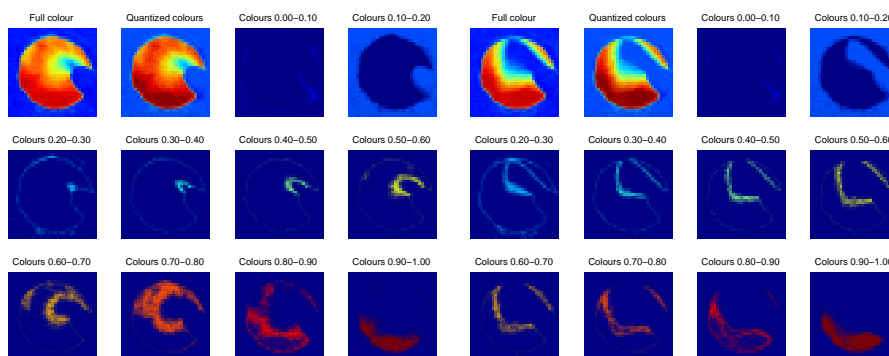 Full colour Quantized colours Colours 0.00−0.10 Colours 0.10−0.20 Full colour Quantized colours Colours 0.00−0.10 Colours 0.10−0.20
Colours 0.20−0.30 Colours 0.30−0.40 Colours 0.40−0.50 Colours 0.50−0.60 Colours 0.20−0.30 Colours 0.30−0.40 Colours 0.40−0.50 Colours 0.50−0.60
Colours 0.60−0.70 Colours 0.70−0.80 Colours 0.80−0.90 Colours 0.90−1.00 Colours 0.60−0.70 Colours 0.70−0.80 Colours 0.80−0.90 Colours 0.90−1.00